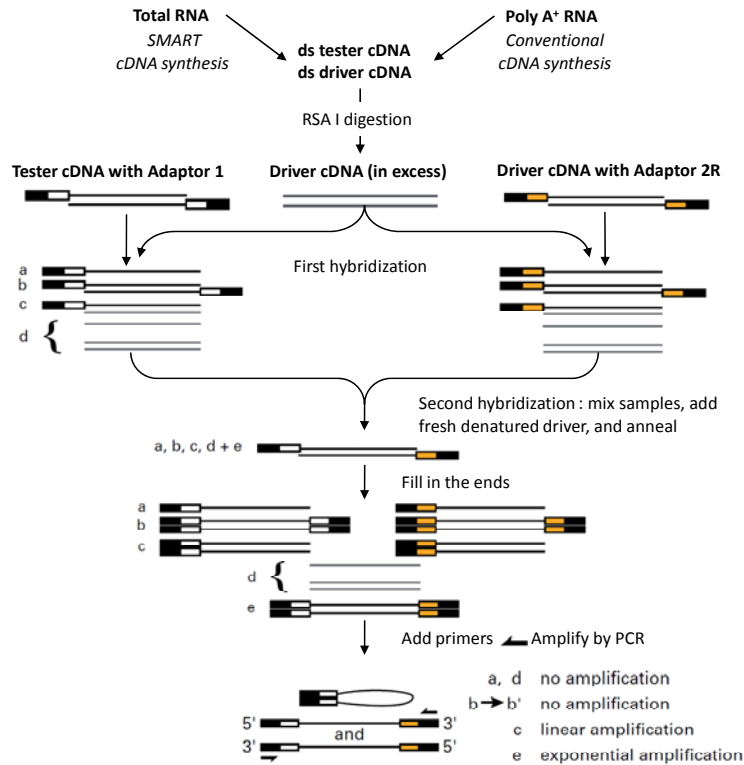 Total RNA
SMART
cDNA synthesis
Poly A⁺ RNA
Conventional
cDNA synthesis
ds tester cDNA
ds driver cDNA
RSA I digestion
Tester cDNA with Adaptor 1
Driver cDNA (in excess)
Driver cDNA with Adaptor 2R
First hybridization
a
b
c
d {
Second hybridization : mix samples, add
fresh denatured driver, and anneal
a, b, c, d + e
Fill in the ends
a
b
c
d {
e
Add primers Amplify by PCR
a, d no amplification
b → b' no amplification
c linear amplification
e exponential amplification
5' 3'
and
3' 5'